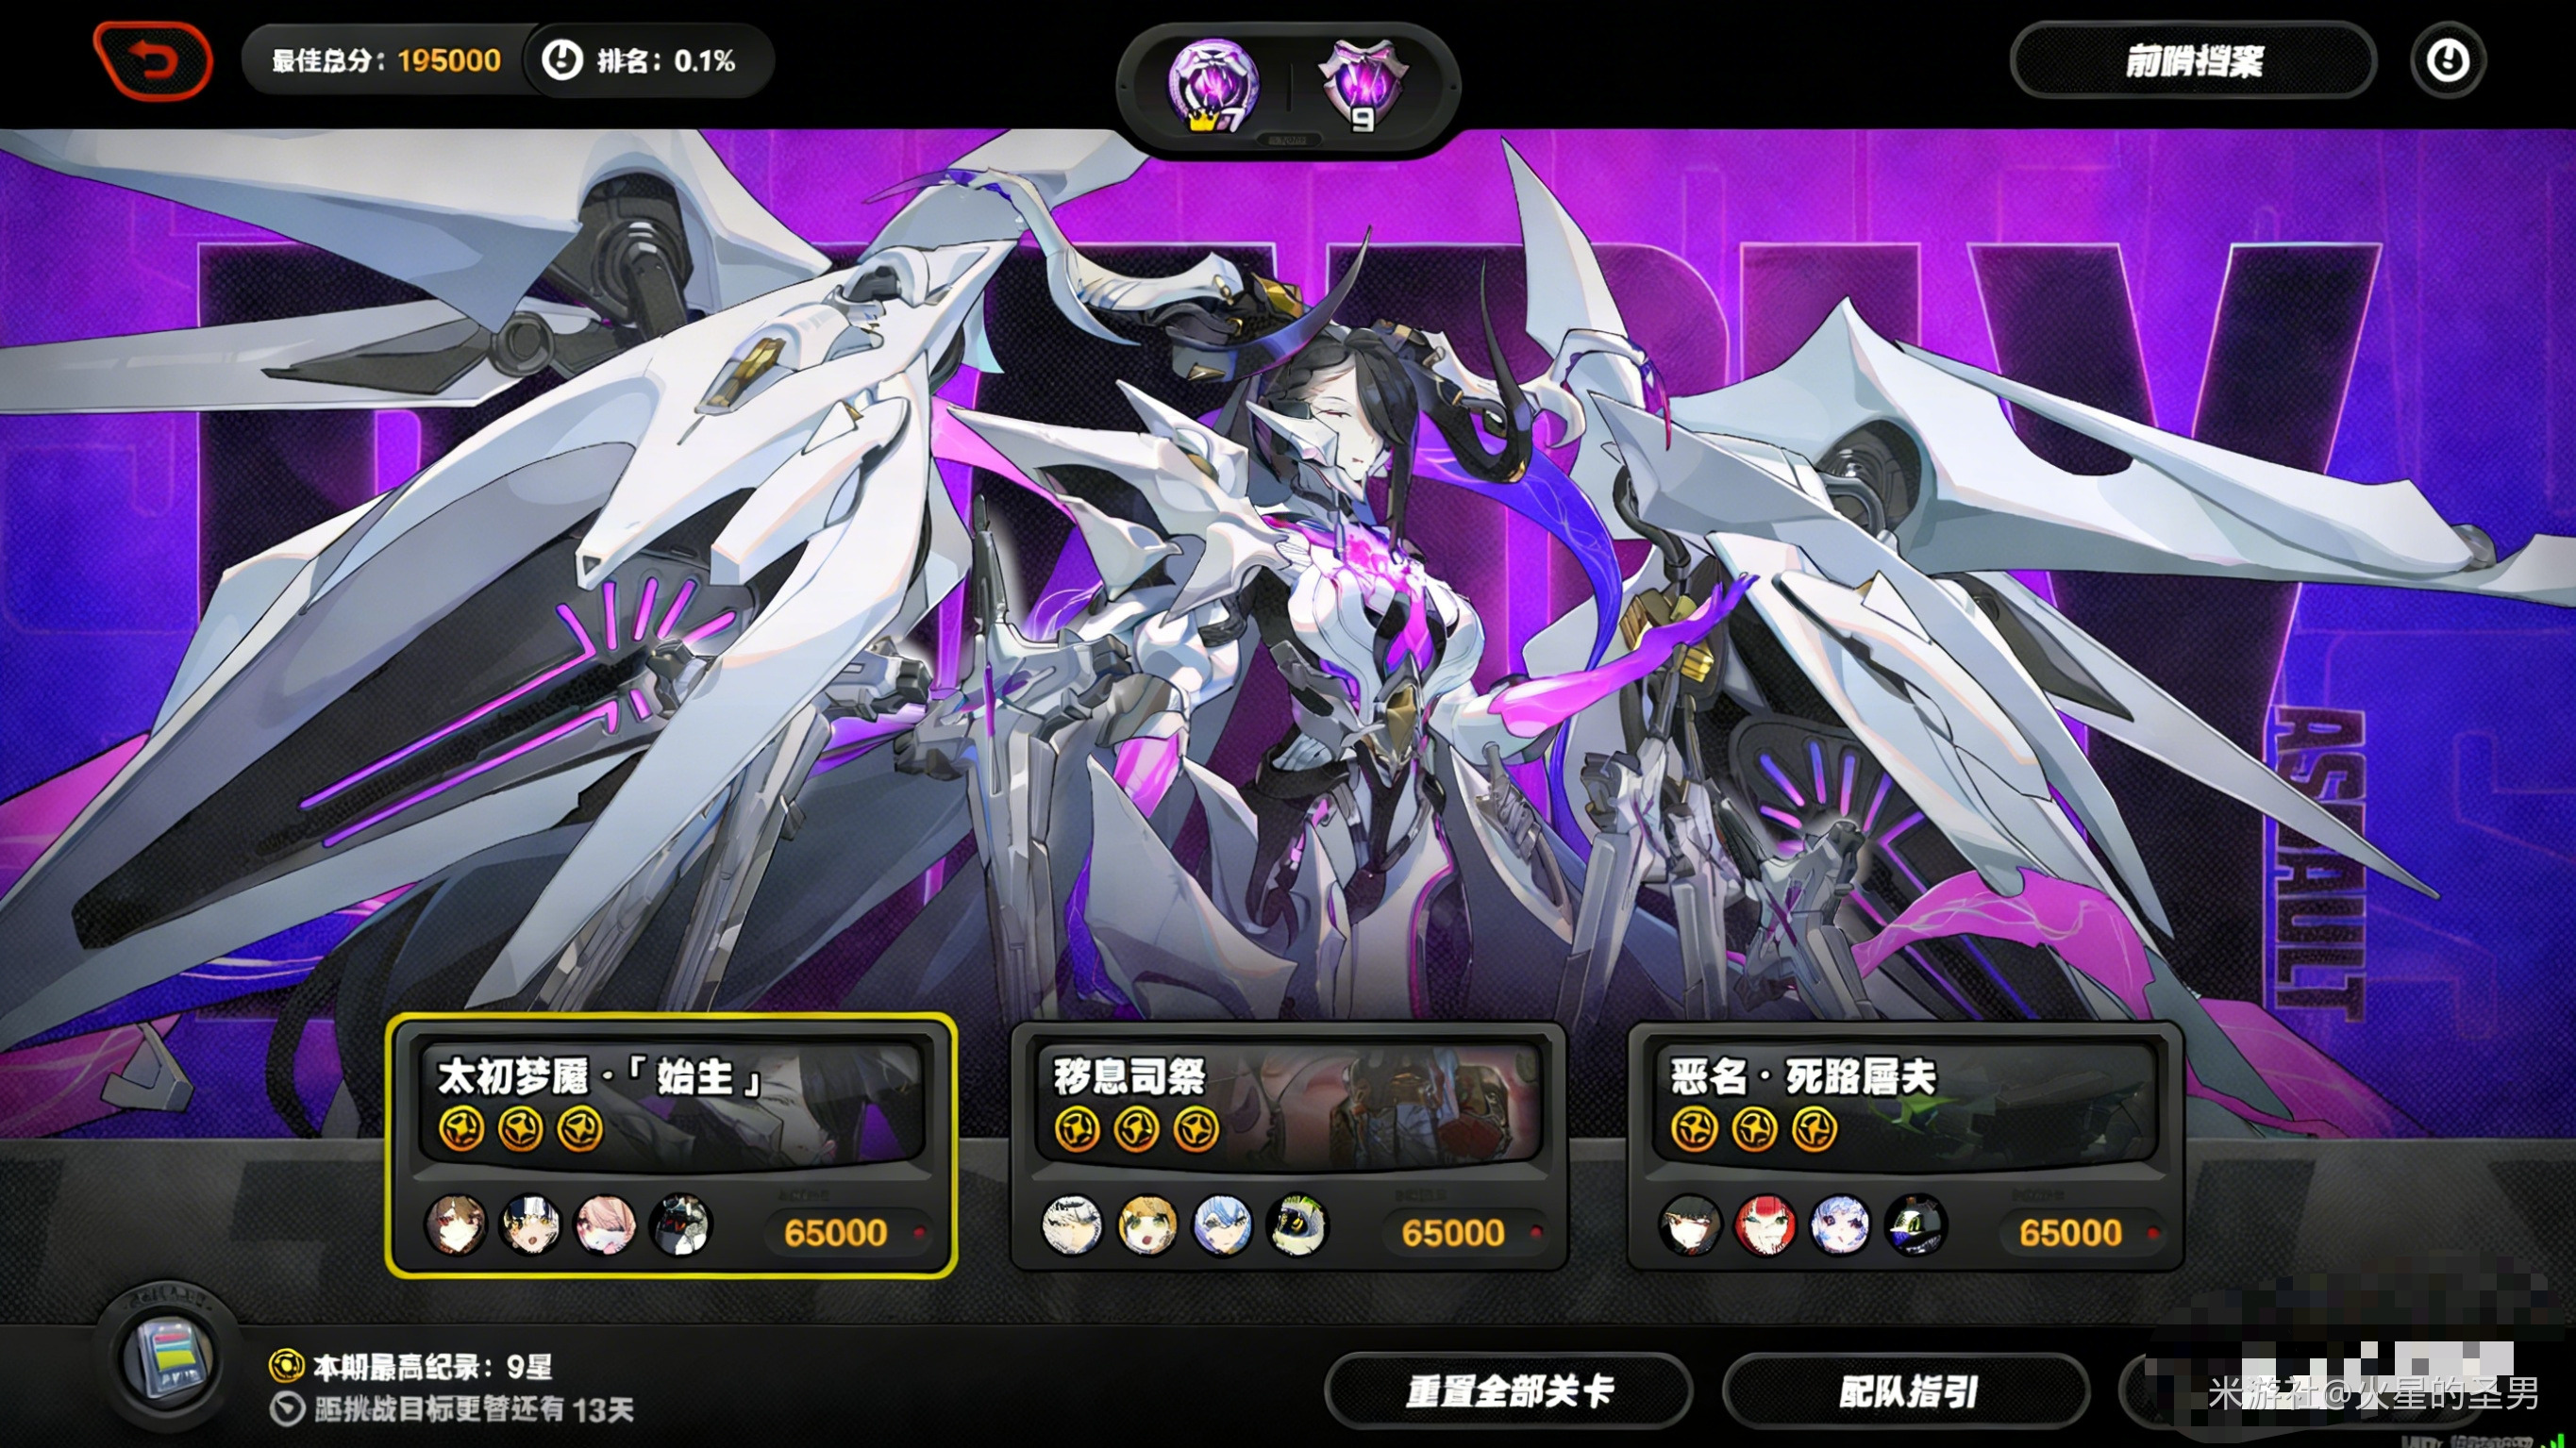 最佳总分：195000
排名：0.1%
7
9
前哨档案
ASSAULT
太初梦魇·「始主」
移息司祭
恶名·死路屠夫
65000
65000
65000
本期最高纪录：9星
距挑战目标更替还有13天
重置全部关卡
配队指引
米游社@火星的圣男